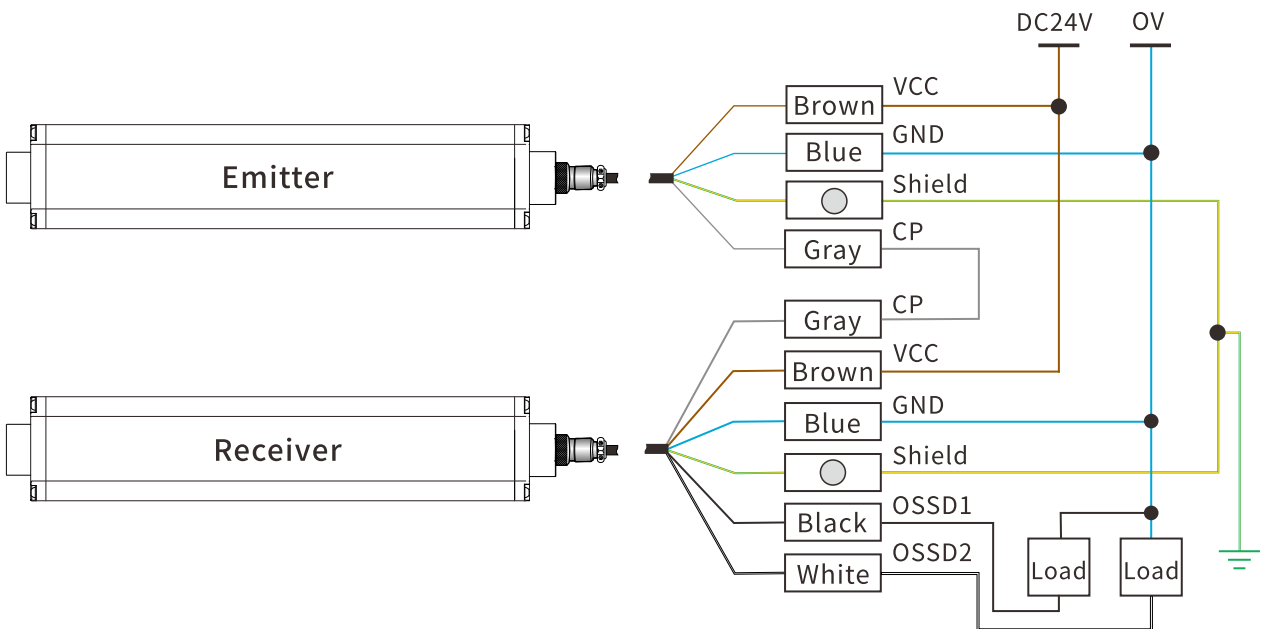 DC24V
0V
VCC
Brown
GND
Blue
Emitter
Shield
CP
Gray
CP
Gray
VCC
Brown
GND
Blue
Receiver
Shield
OSSD1
Black
OSSD2
White
Load
Load